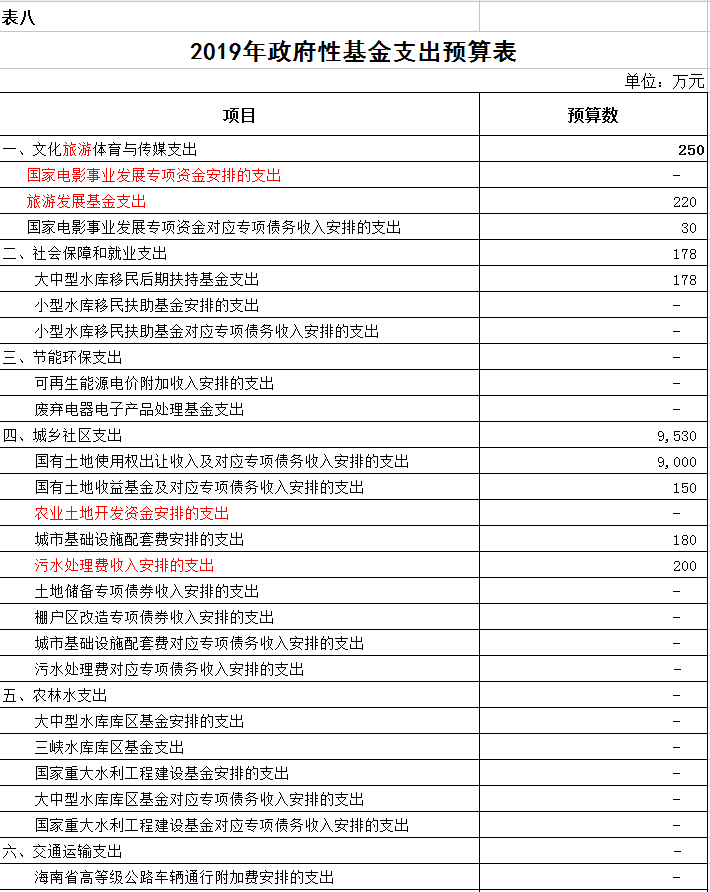 表八
2019年政府性基金支出预算表
单位：万元
项目 预算数
一、文化旅游体育与传媒支出 250
国家电影事业发展专项资金安排的支出 -
旅游发展基金支出 220
国家电影事业发展专项资金对应专项债务收入安排的支出 30
二、社会保障和就业支出 178
大中型水库移民后期扶持基金支出 178
小型水库移民扶助基金安排的支出 -
小型水库移民扶助基金对应专项债务收入安排的支出 -
三、节能环保支出 -
可再生能源电价附加收入安排的支出 -
废弃电器电子产品处理基金支出 -
四、城乡社区支出 9,530
国有土地使用权出让收入及对应专项债务收入安排的支出 9,000
国有土地收益基金及对应专项债务收入安排的支出 150
农业土地开发资金安排的支出 -
城市基础设施配套费安排的支出 180
污水处理费收入安排的支出 200
土地储备专项债券收入安排的支出 -
棚户区改造专项债券收入安排的支出 -
城市基础设施配套费对应专项债务收入安排的支出 -
污水处理费对应专项债务收入安排的支出 -
五、农林水支出 -
大中型水库库区基金安排的支出 -
三峡水库库区基金支出 -
国家重大水利工程建设基金安排的支出 -
大中型水库库区基金对应专项债务收入安排的支出 -
国家重大水利工程建设基金对应专项债务收入安排的支出 -
六、交通运输支出 -
海南省高等级公路车辆通行附加费安排的支出 -